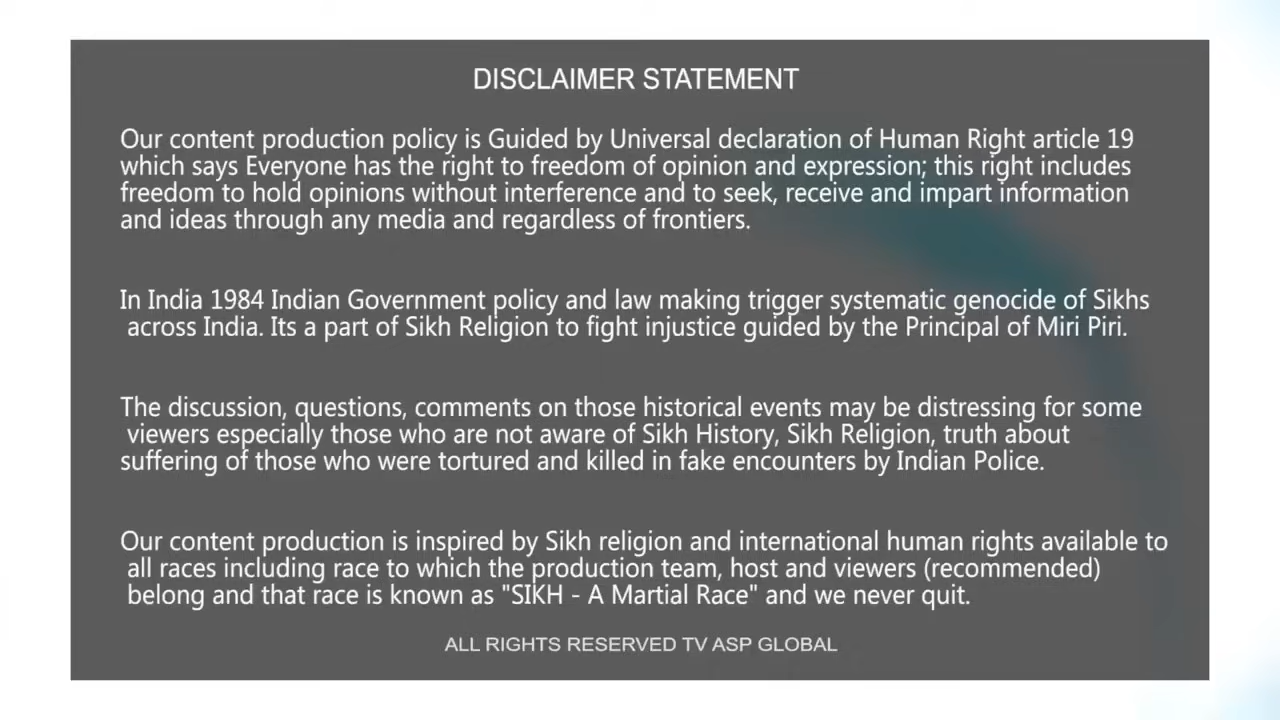 DISCLAIMER STATEMENT
Our content production policy is Guided by Universal declaration of Human Right article 19
which says Everyone has the right to freedom of opinion and expression; this right includes
freedom to hold opinions without interference and to seek, receive and impart information
and ideas through any media and regardless of frontiers.
In India 1984 Indian Government policy and law making trigger systematic genocide of Sikhs
across India. Its a part of Sikh Religion to fight injustice guided by the Principal of Miri Piri.
The discussion, questions, comments on those historical events may be distressing for some
viewers especially those who are not aware of Sikh History, Sikh Religion, truth about
suffering of those who were tortured and killed in fake encounters by Indian Police.
Our content production is inspired by Sikh religion and international human rights available to
all races including race to which the production team, host and viewers (recommended)
belong and that race is known as "SIKH - A Martial Race" and we never quit.
ALL RIGHTS RESERVED TV ASP GLOBAL